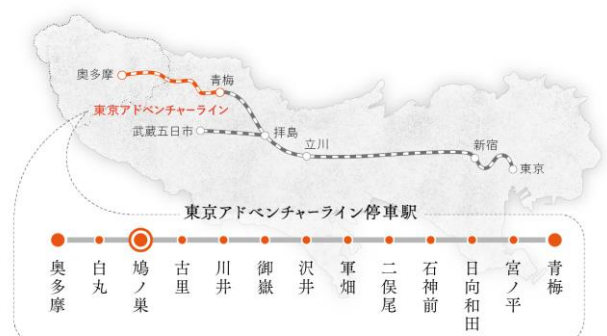 奥多摩
青梅
東京アドベンチャーライン
武蔵五日市
拝島
立川
新宿
東京
東京アドベンチャーライン停車駅
奥多摩
白丸
鳩ノ巣
古里
川井
御嶽
沢井
軍畑
二俣尾
石神前
日向和田
宮ノ平
青梅